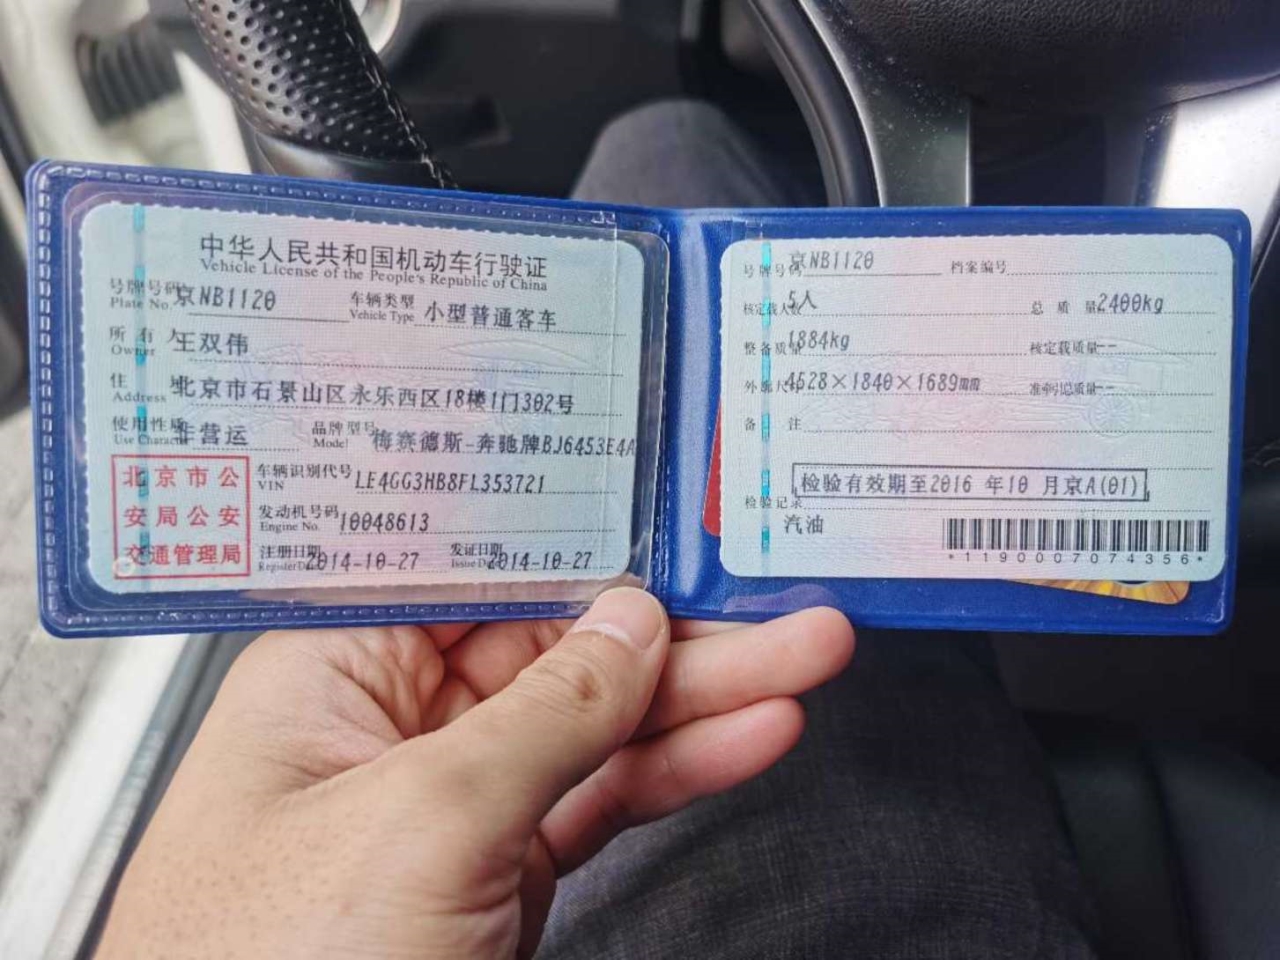 中华人民共和国机动车行驶证
Vehicle License of the People's Republic of China
号牌号码 京NB1120 车辆类型 小型普通客车
Plate No. Vehicle Type
所有人 王双伟
Owner
住址 北京市石景山区永乐西区18楼1门302号
Address
使用性质 非营运 品牌型号 梅赛德斯-奔驰牌BJ6453E4A
Use Character Model
北京市公
安局公安
交通管理局
车辆识别代号 LE4GG3HB8FL353721
VIN
发动机号码 10048613
Engine No.
注册日期 2014-10-27 发证日期 2014-10-27
Register Date Issue Date
号牌号码 京NB1120 档案编号
核定载人数 5人 总质量 2400kg
整备质量 1884kg 核定载质量 --
外廓尺寸 4528×1840×1689mm 准牵引总质量 --
备注
检验有效期至2016 年10 月京A(01)
检验记录
汽油
*1190007074356*